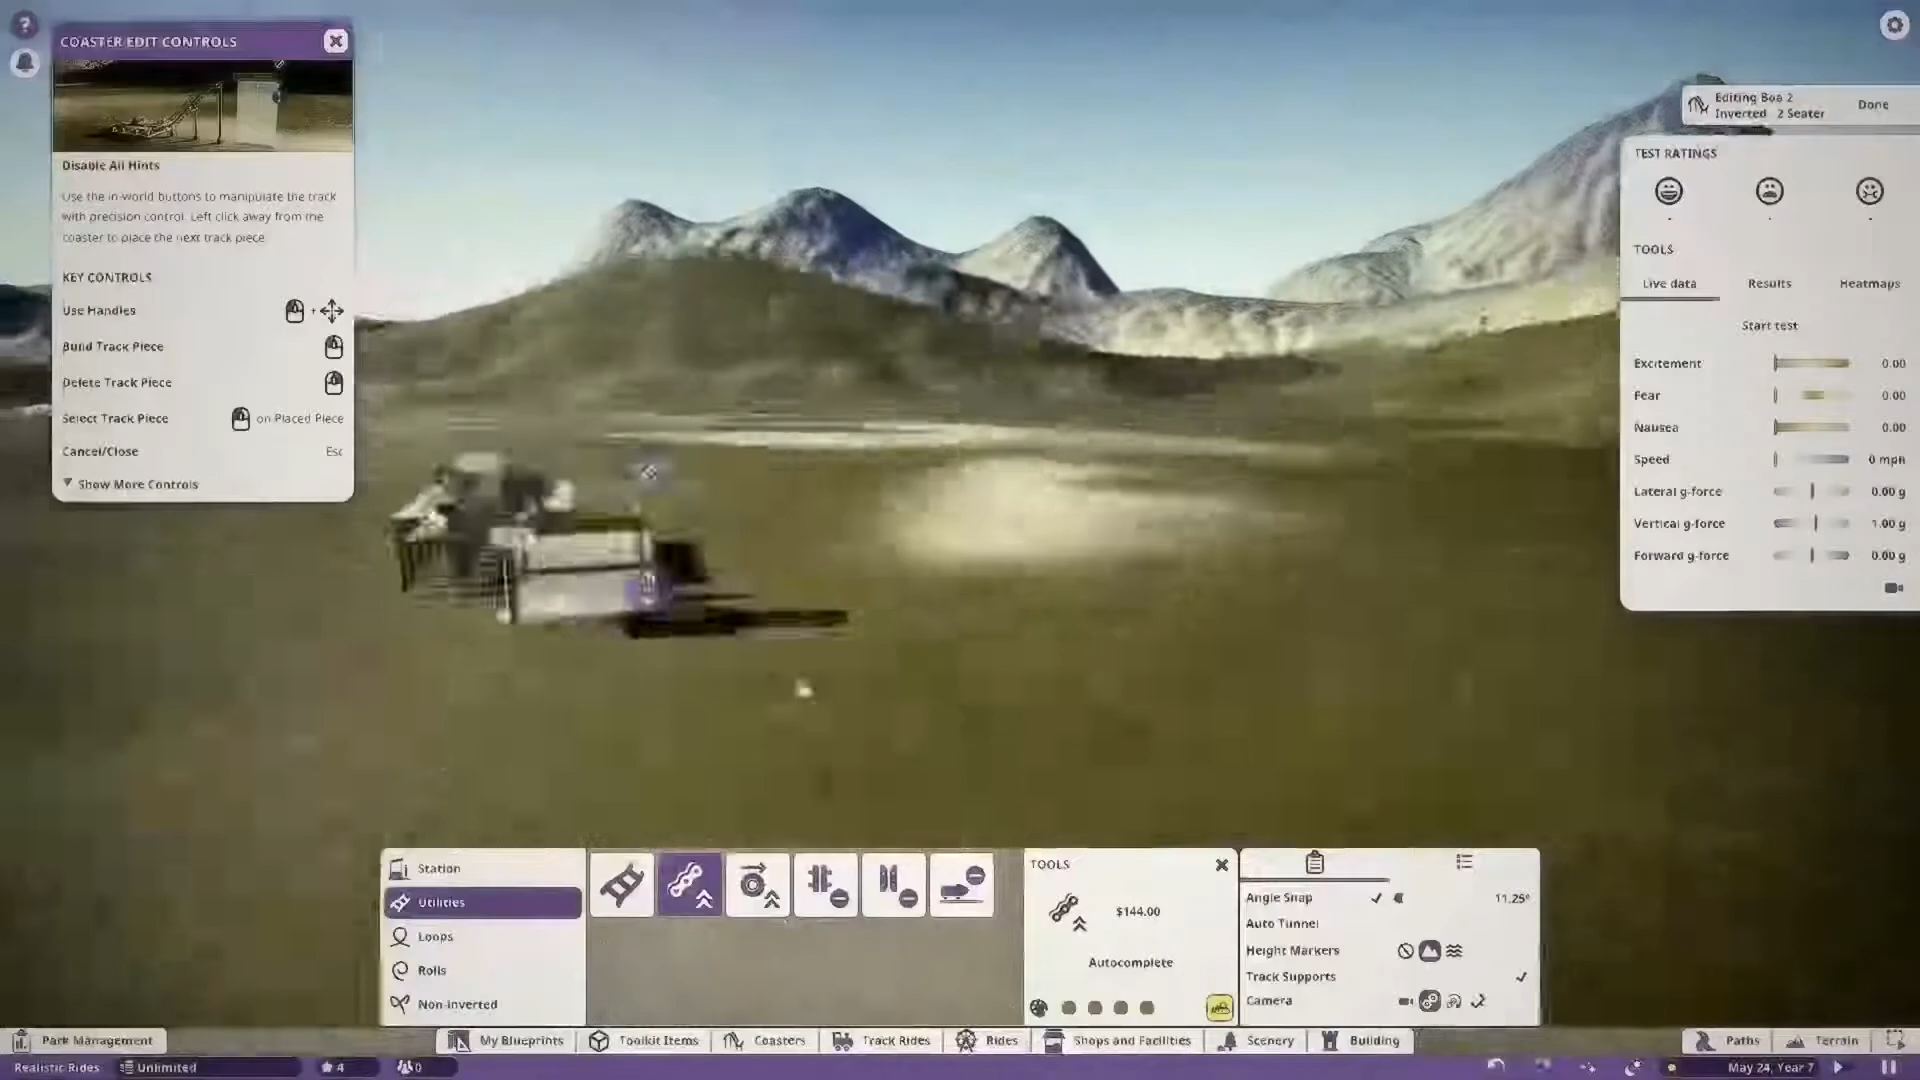 ?
COASTER EDIT CONTROLS
Disable All Hints
Use the in-world buttons to manipulate the track
with precision control. Left click away from the
coaster to place the next track piece.
KEY CONTROLS
Use Handles +
Build Track Piece
Delete Track Piece
Select Track Piece on Placed Piece
Cancel/Close Esc
Show More Controls
Editing Boa 2
Inverted 2 Seater
Done
TEST RATINGS
- - -
TOOLS
Live data Results Heatmaps
Start test
Excitement 0.00
Fear 0.00
Nausea 0.00
Speed 0 mph
Lateral g-force 0.00 g
Vertical g-force 1.00 g
Forward g-force 0.00 g
Station
Utilities
Loops
Rolls
Non-inverted
TOOLS
$144.00
Autocomplete
Angle Snap 11.25°
Auto Tunnel
Height Markers
Track Supports
Camera
Park Management
My Blueprints
Toolkit Items
Coasters
Track Rides
Rides
Shops and Facilities
Scenery
Building
Paths
Terrain
Realistic Rides
Unlimited
4
0
May 24, Year 7